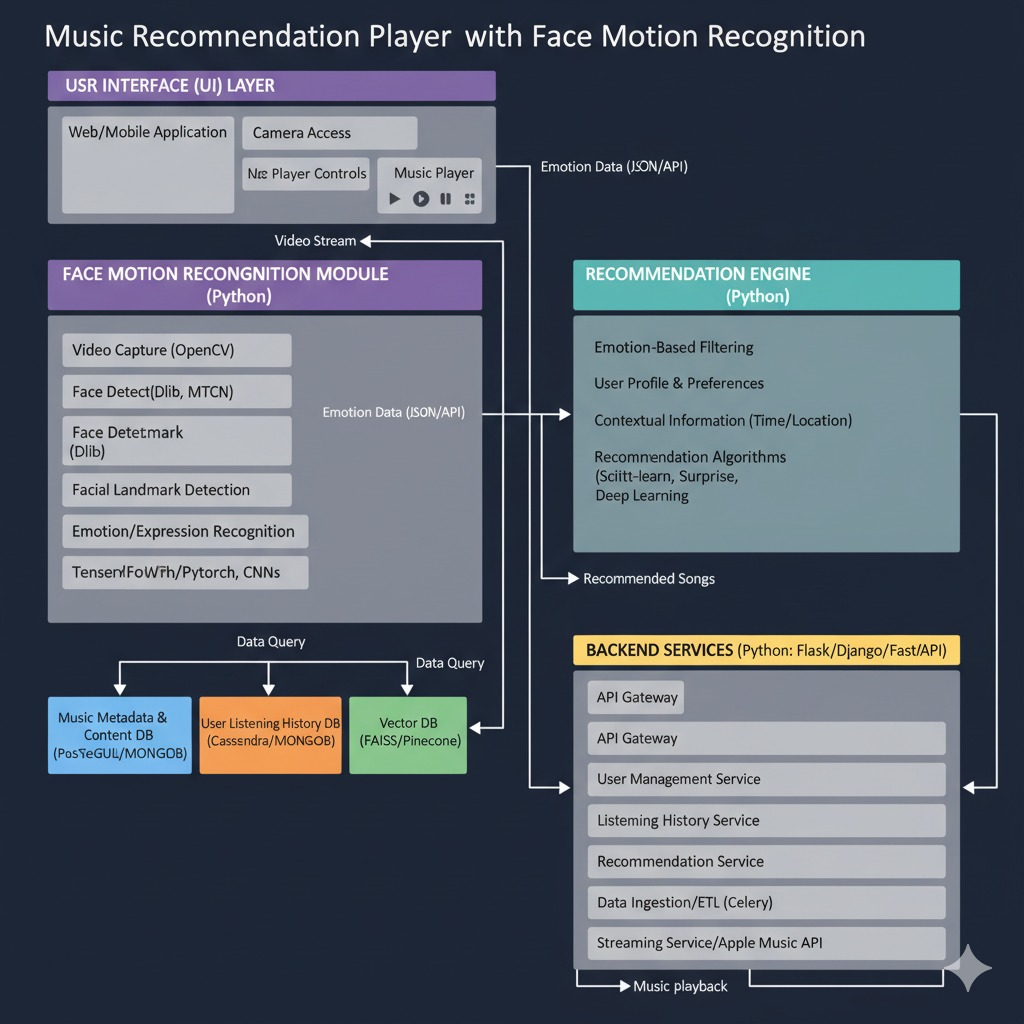 Music Recomnendation Player with Face Motion Recognition
USR INTERFACE (UI) LAYER
Web/Mobile Application
Camera Access
Player Controls
Music Player
Emotion Data (JSON/API)
Video Stream
FACE MOTION RECONGNITION MODULE
(Python)
Video Capture (OpenCV)
Face Detect(Dlib, MTCN)
Face Detetmark
(Dlib)
Facial Landmark Detection
Emotion/Expression Recognition
/Pytorch, CNNs
Emotion Data (JSON/API)
RECOMMENDATION ENGINE
(Python)
Emotion-Based Filtering
User Profile & Preferences
Contextual Information (Time/Location)
Recommendation Algorithms
(Sciitt-learn, Surprise,
Deep Learning
Recommended Songs
Data Query
Data Query
Music Metadata &
Content DB
/MONGDB)
User Listening History DB
(Cassendra/MONGOB)
Vector DB
(FAISS/Pinecone)
BACKEND SERVICES (Python: Flask/Django/Fast/API)
API Gateway
API Gateway
User Management Service
Listeming History Service
Recommendation Service
Data Ingestion/ETL (Celery)
Streaming Service/Apple Music API
Music playback